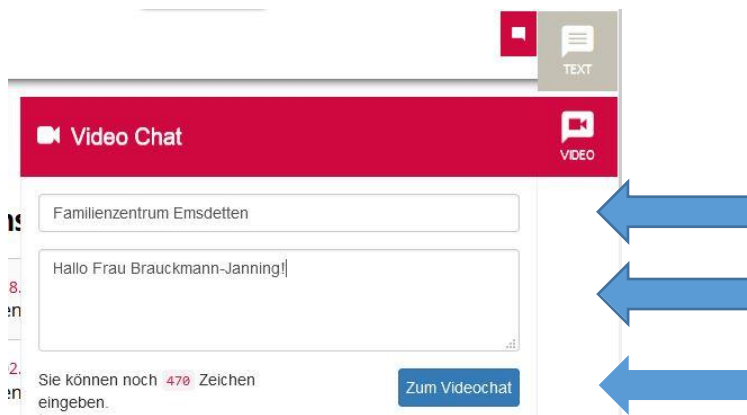 TEXT
Video Chat
VIDEO
Familienzentrum Emsdetten
Hallo Frau Brauckmann-Janning!
Sie können noch 470 Zeichen
eingeben.
Zum Videochat